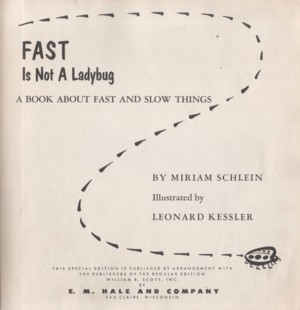 FAST
Is Not A Ladybug
A BOOK ABOUT FAST AND SLOW THINGS
BY MIRIAM SCHLEIN
Illustrated by
LEONARD KESSLER
THIS SPECIAL EDITION IS PUBLISHED BY ARRANGEMENT WITH
THE PUBLISHERS OF THE REGULAR EDITION
WILLIAM R. SCOTT, INC.
BY
E. M. HALE AND COMPANY
EAU CLAIRE, WISCONSIN